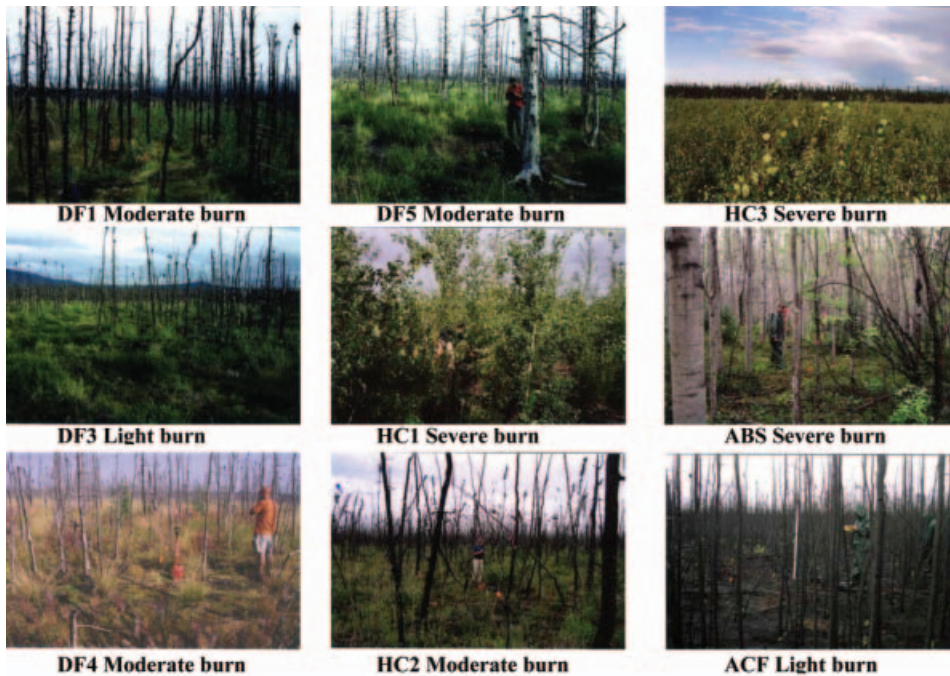 DF1 Moderate burn
DF5 Moderate burn
HC3 Severe burn
DF3 Light burn
HC1 Severe burn
ABS Severe burn
DF4 Moderate burn
HC2 Moderate burn
ACF Light burn